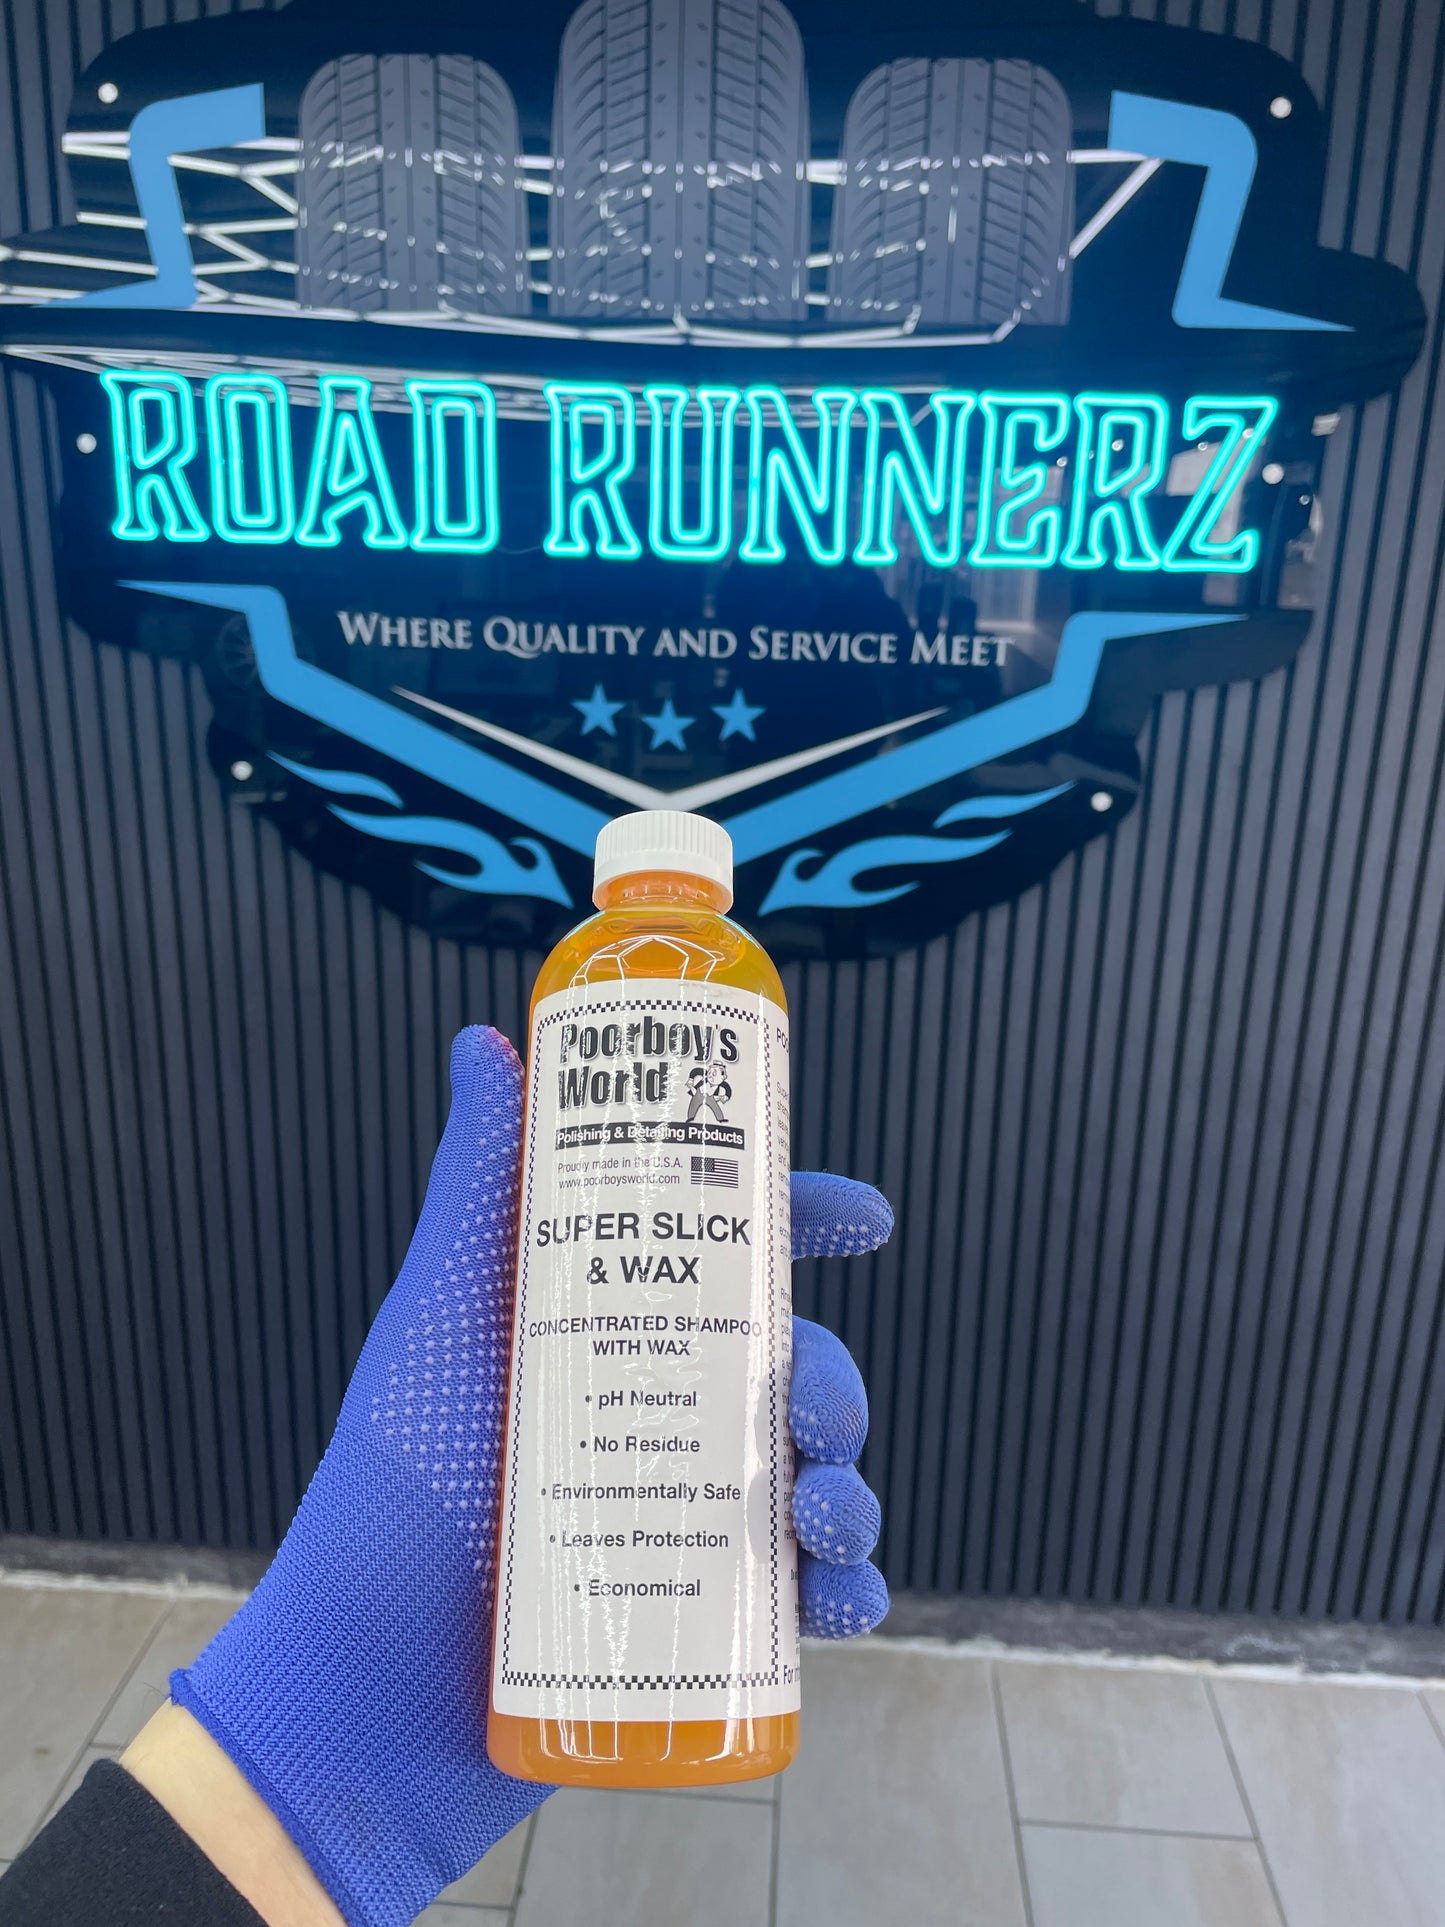 ROAD RUNNERZ
WHERE QUALITY AND SERVICE MEET
Poorboy's
World
Polishing & Detailing Products
Proudly made in the U.S.A.
www.poorboysworld.com
SUPER SLICK
& WAX
CONCENTRATED SHAMPOO
WITH WAX
• pH Neutral
• No Residue
• Environmentally Safe
• Leaves Protection
• Economical